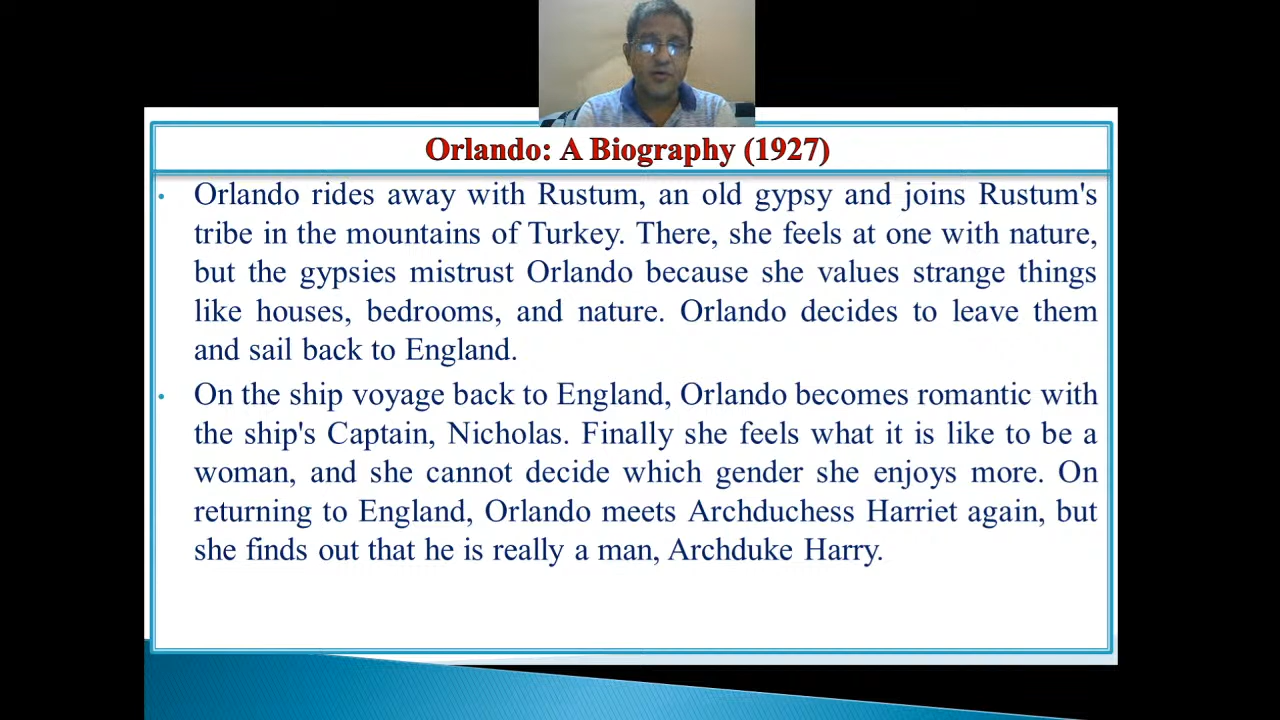 Orlando: A Biography (1927)
• Orlando rides away with Rustum, an old gypsy and joins Rustum's
tribe in the mountains of Turkey. There, she feels at one with nature,
but the gypsies mistrust Orlando because she values strange things
like houses, bedrooms, and nature. Orlando decides to leave them
and sail back to England.
• On the ship voyage back to England, Orlando becomes romantic with
the ship's Captain, Nicholas. Finally she feels what it is like to be a
woman, and she cannot decide which gender she enjoys more. On
returning to England, Orlando meets Archduchess Harriet again, but
she finds out that he is really a man, Archduke Harry.